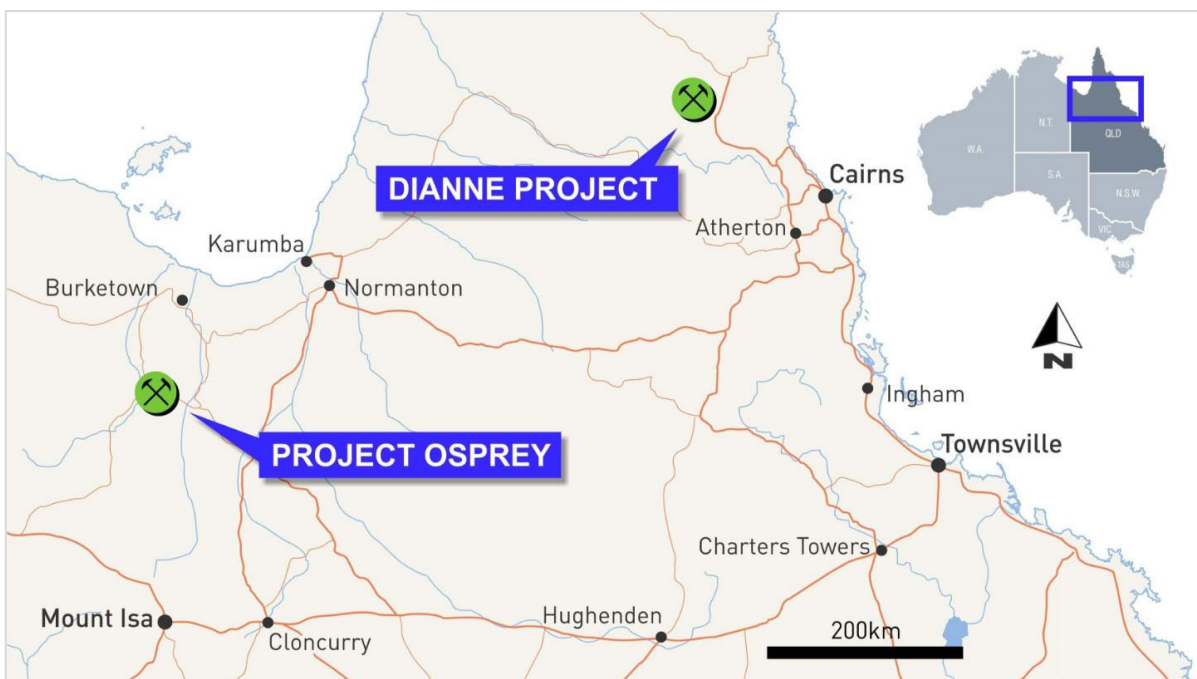 DIANNE PROJECT
Cairns
Atherton
Karumba
Burketown
Normanton
PROJECT OSPREY
Ingham
Townsville
Charters Towers
Mount Isa
Cloncurry
Hughenden
200km
N.T.
QLD
W.A.
S.A.
N.S.W.
VIC
TAS
N